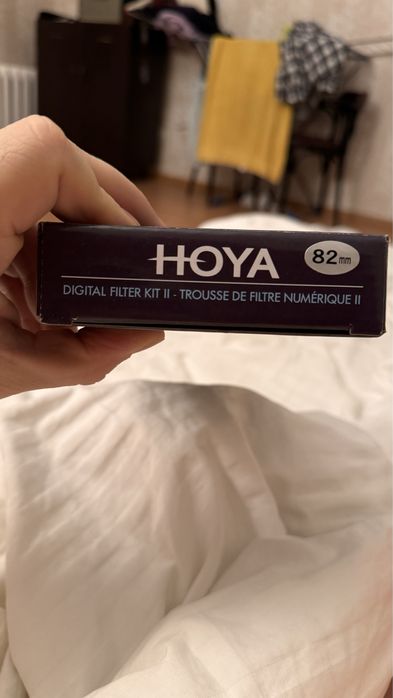 HOYA 82mm
DIGITAL FILTER KIT II - TROUSSE DE FILTRE NUMÉRIQUE II